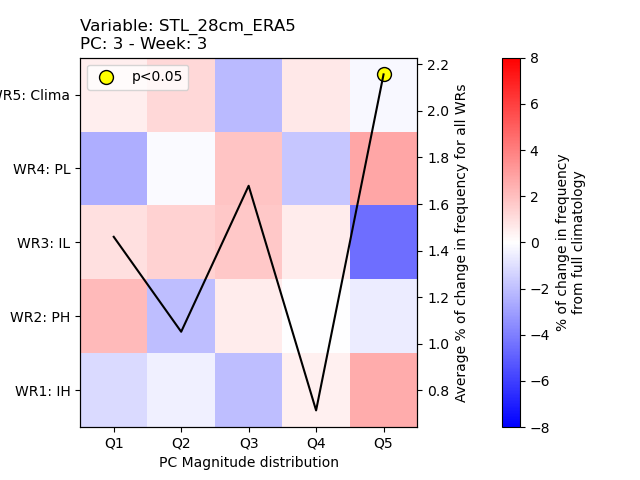 Variable: STL_28cm_ERA5
PC: 3 - Week: 3
p<0.05
WR5: Clima
WR4: PL
WR3: IL
WR2: PH
WR1: IH
Q1 Q2 Q3 Q4 Q5
PC Magnitude distribution
2.2
2.0
1.8
1.6
1.4
1.2
1.0
0.8
Average % of change in frequency for all WRs
8
6
4
2
0
−2
−4
−6
−8
% of change in frequency
from full climatology